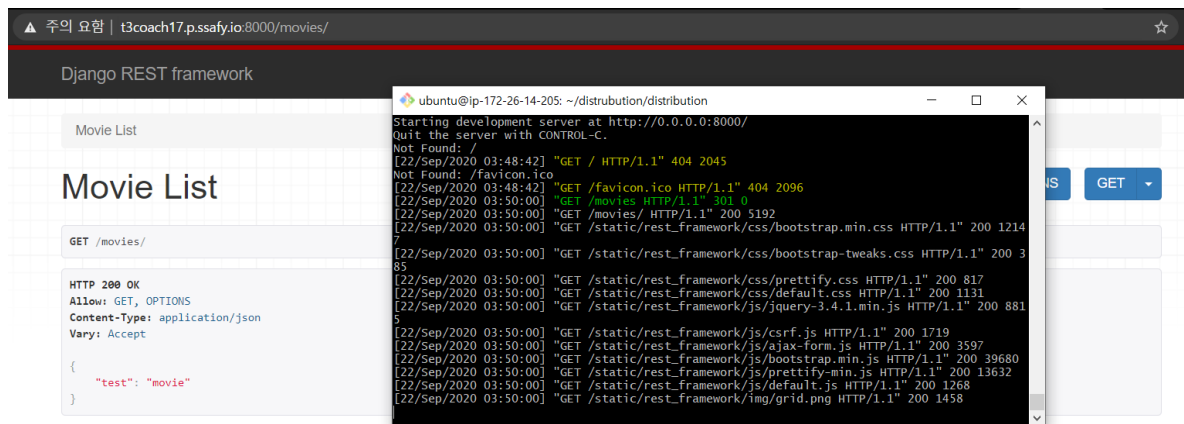 주의 요함 | t3coach17.p.ssafy.io:8000/movies/
Django REST framework
Movie List
Movie List
NS
GET
GET /movies/
HTTP 200 OK
Allow: GET, OPTIONS
Content-Type: application/json
Vary: Accept
{
"test": "movie"
}
ubuntu@ip-172-26-14-205: ~/distrubution/distribution
Starting development server at http://0.0.0.0:8000/
Quit the server with CONTROL-C.
Not Found: /
[22/Sep/2020 03:48:42] "GET / HTTP/1.1" 404 2045
Not Found: /favicon.ico
[22/Sep/2020 03:48:42] "GET /favicon.ico HTTP/1.1" 404 2096
[22/Sep/2020 03:50:00] "GET /movies HTTP/1.1" 301 0
[22/Sep/2020 03:50:00] "GET /movies/ HTTP/1.1" 200 5192
[22/Sep/2020 03:50:00] "GET /static/rest_framework/css/bootstrap.min.css HTTP/1.1" 200 1214
7
[22/Sep/2020 03:50:00] "GET /static/rest_framework/css/bootstrap-tweaks.css HTTP/1.1" 200 3
85
[22/Sep/2020 03:50:00] "GET /static/rest_framework/css/prettify.css HTTP/1.1" 200 817
[22/Sep/2020 03:50:00] "GET /static/rest_framework/css/default.css HTTP/1.1" 200 1131
[22/Sep/2020 03:50:00] "GET /static/rest_framework/js/jquery-3.4.1.min.js HTTP/1.1" 200 881
5
[22/Sep/2020 03:50:00] "GET /static/rest_framework/js/csrf.js HTTP/1.1" 200 1719
[22/Sep/2020 03:50:00] "GET /static/rest_framework/js/ajax-form.js HTTP/1.1" 200 3597
[22/Sep/2020 03:50:00] "GET /static/rest_framework/js/bootstrap.min.js HTTP/1.1" 200 39680
[22/Sep/2020 03:50:00] "GET /static/rest_framework/js/prettify-min.js HTTP/1.1" 200 13632
[22/Sep/2020 03:50:00] "GET /static/rest_framework/js/default.js HTTP/1.1" 200 1268
[22/Sep/2020 03:50:00] "GET /static/rest_framework/img/grid.png HTTP/1.1" 200 1458